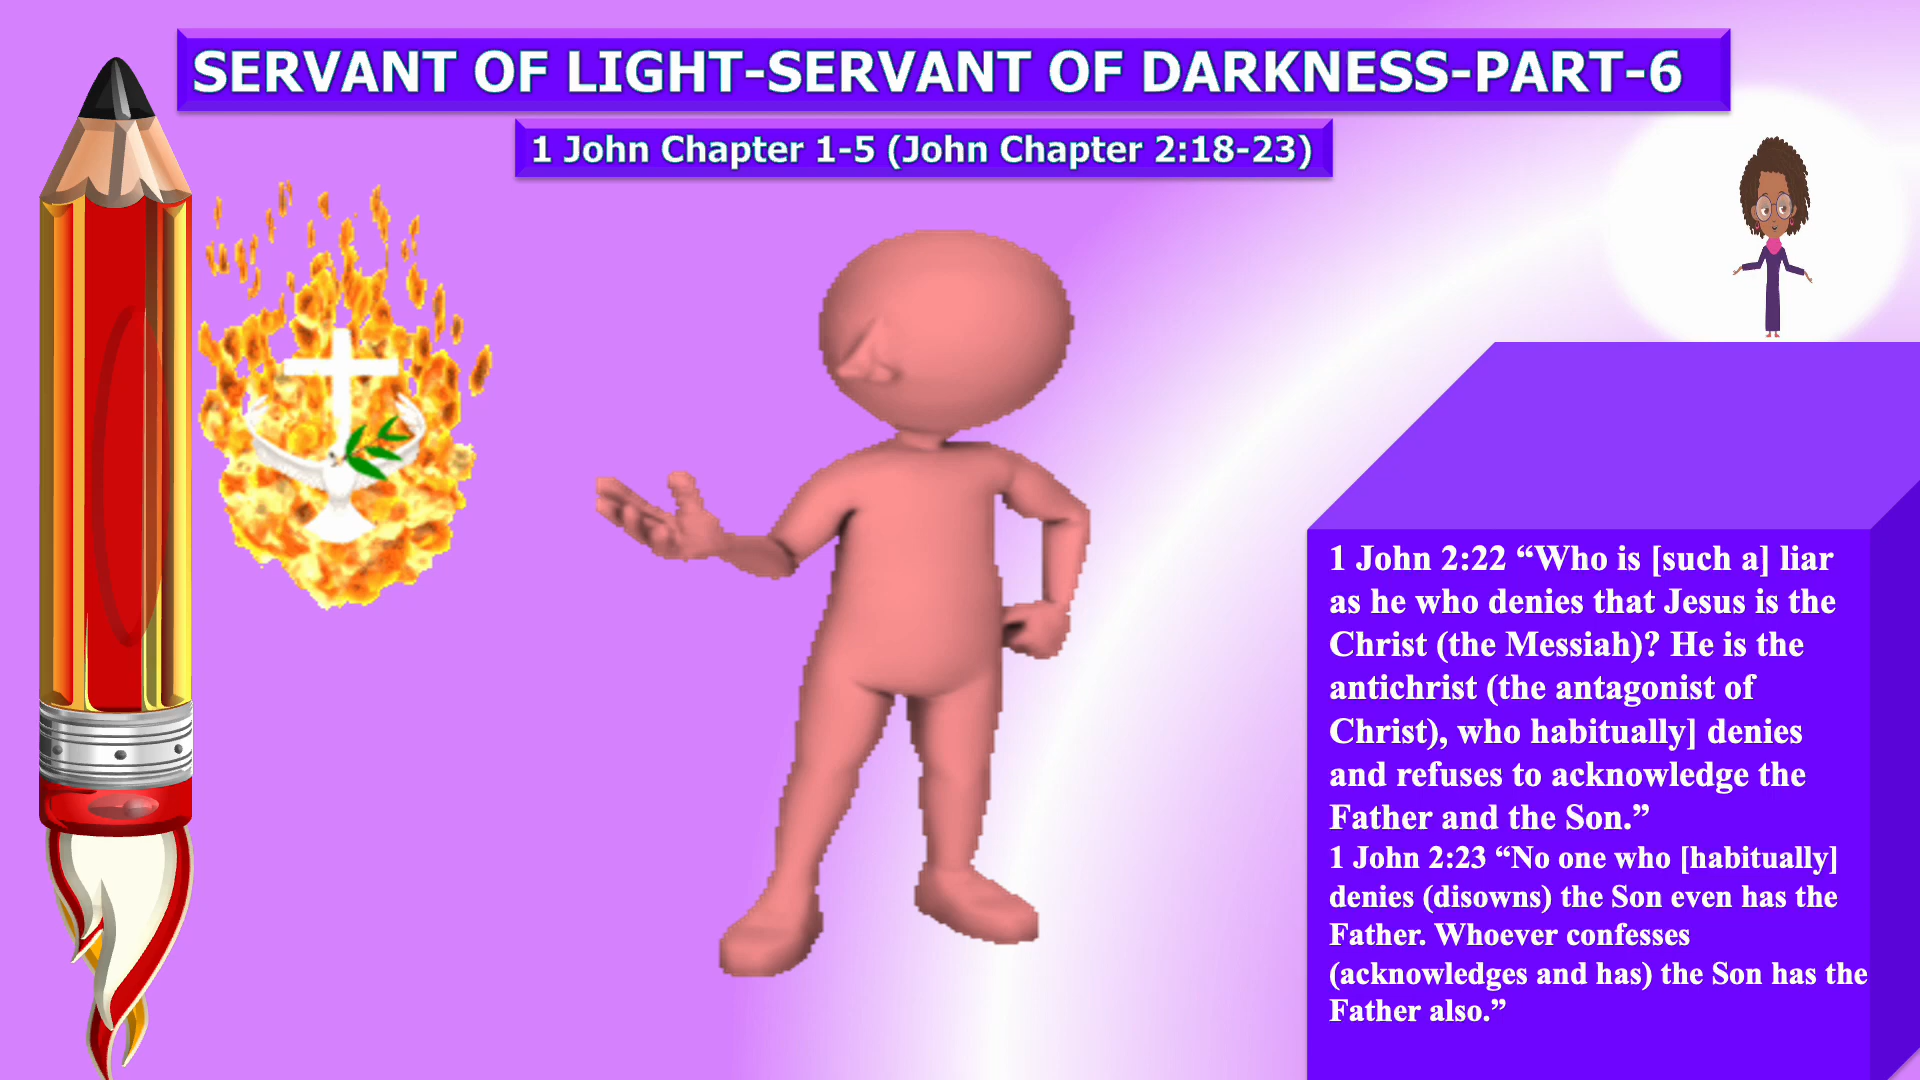 SERVANT OF LIGHT-SERVANT OF DARKNESS-PART-6
1 John Chapter 1-5 (John Chapter 2:18-23)
1 John 2:22 “Who is [such a] liar
as he who denies that Jesus is the
Christ (the Messiah)? He is the
antichrist (the antagonist of
Christ), who habitually] denies
and refuses to acknowledge the
Father and the Son.”
1 John 2:23 “No one who [habitually]
denies (disowns) the Son even has the
Father. Whoever confesses
(acknowledges and has) the Son has the
Father also.”